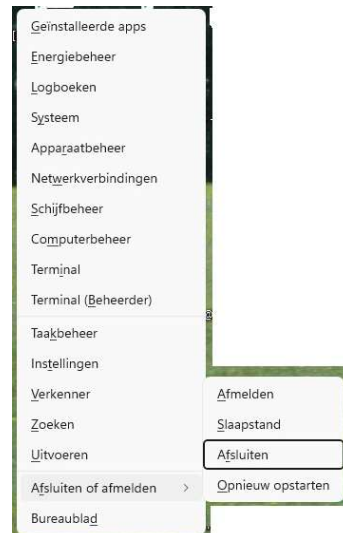 Geïnstalleerde apps
Energiebeheer
Logboeken
Systeem
Apparaatbeheer
Netwerkverbindingen
Schijfbeheer
Computerbeheer
Terminal
Terminal (Beheerder)
Taakbeheer
Instellingen
Verkenner
Zoeken
Uitvoeren
Afsluiten of afmelden
Bureaublad
Afmelden
Slaapstand
Afsluiten
Opnieuw opstarten